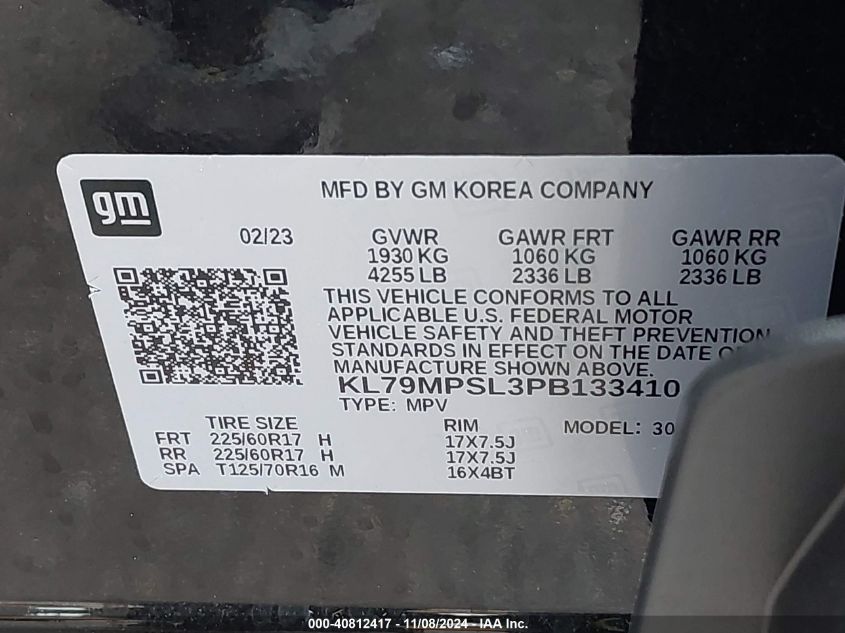 gm
MFD BY GM KOREA COMPANY
02/23 GVWR GAWR FRT GAWR RR
1930 KG 1060 KG 1060 KG
4255 LB 2336 LB 2336 LB
THIS VEHICLE CONFORMS TO ALL
APPLICABLE U.S. FEDERAL MOTOR
VEHICLE SAFETY AND THEFT PREVENTION
STANDARDS IN EFFECT ON THE DATE
MANUFACTURE SHOWN ABOVE.
KL79MPSL3PB133410
TYPE: MPV
TIRE SIZE RIM MODEL: 30
FRT 225/60R17 H 17X7.5J
RR 225/60R17 H 17X7.5J
SPA T125/70R16 M 16X4BT
000-40812417 - 11/08/2024 - IAA Inc.